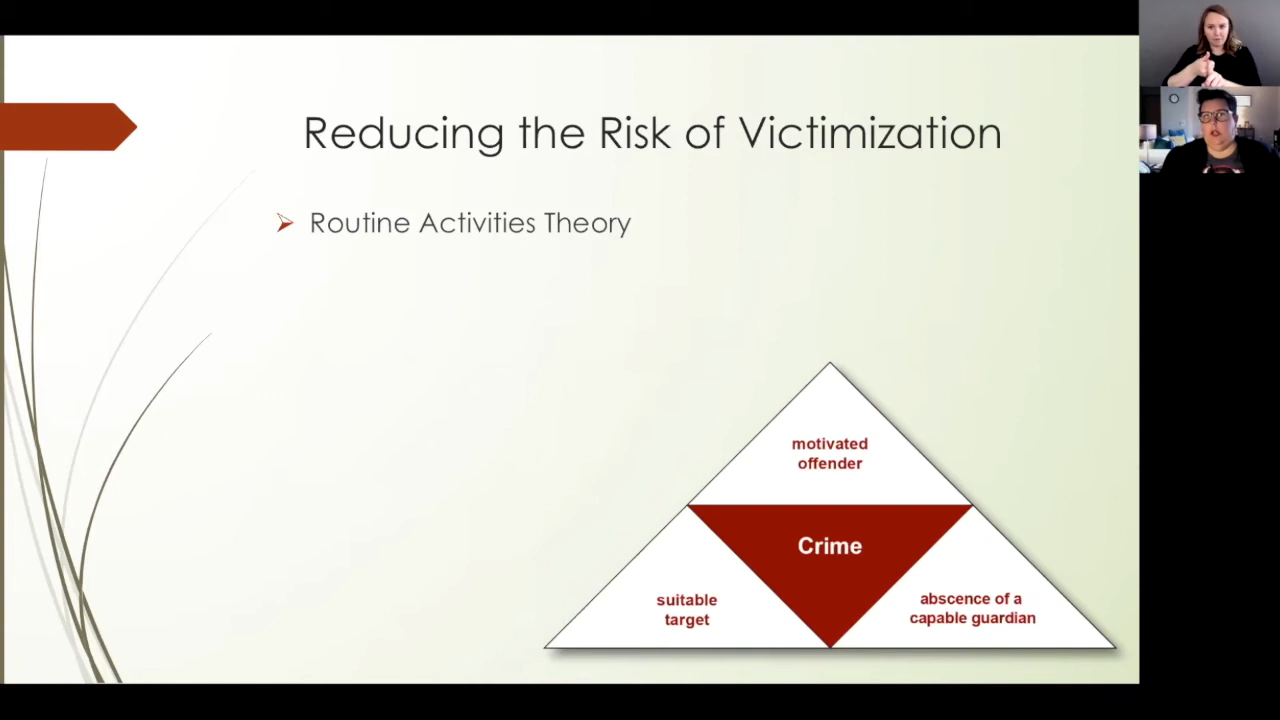 Reducing the Risk of Victimization
Routine Activities Theory
motivated
offender
Crime
suitable
target
abscence of a
capable guardian